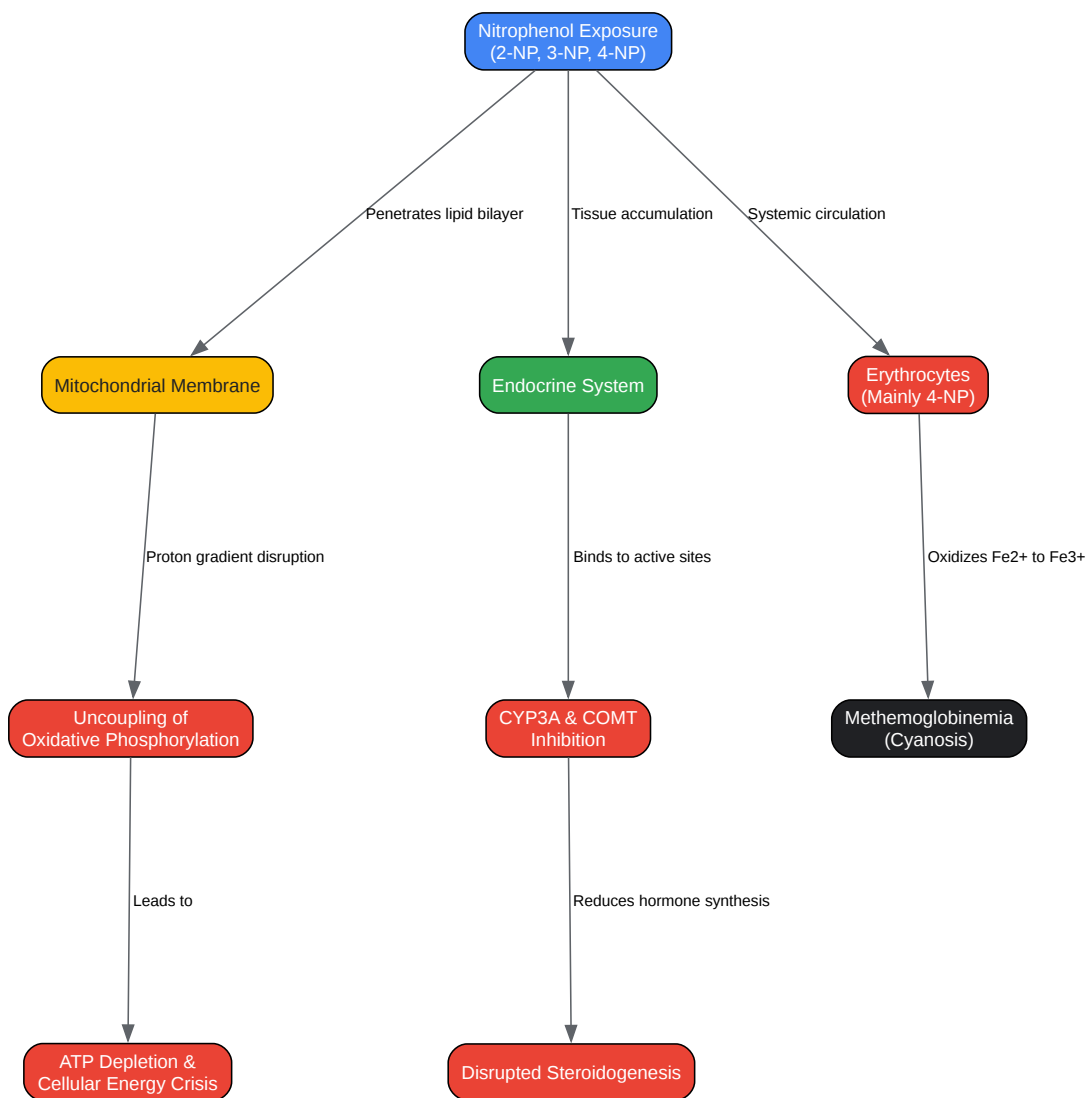 Nitrophenol Exposure
(2-NP, 3-NP, 4-NP)
Penetrates lipid bilayer
Tissue accumulation
Systemic circulation
Mitochondrial Membrane
Endocrine System
Erythrocytes
(Mainly 4-NP)
Proton gradient disruption
Binds to active sites
Oxidizes Fe2+ to Fe3+
Uncoupling of
Oxidative Phosphorylation
CYP3A & COMT
Inhibition
Methemoglobinemia
(Cyanosis)
Leads to
Reduces hormone synthesis
ATP Depletion &
Cellular Energy Crisis
Disrupted Steroidogenesis